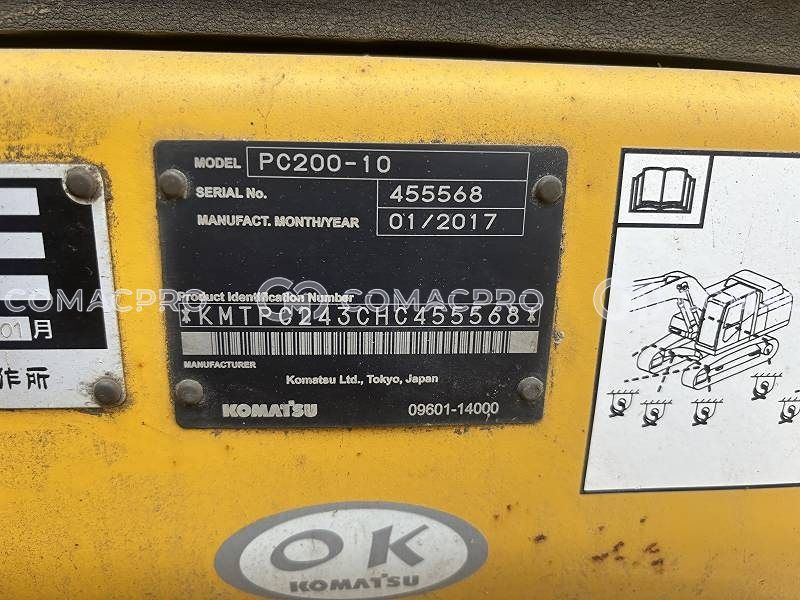 MODEL PC200-10
SERIAL No. 455568
MANUFACT. MONTH/YEAR 01/2017
Product Identification Number
*KMTPC243CHC455568*
MANUFACTURER
Komatsu Ltd., Tokyo, Japan
KOMATSU 09601-14000
01月
作所
OK
KOMATSU
COMACPRO COMACPRO COMACPRO